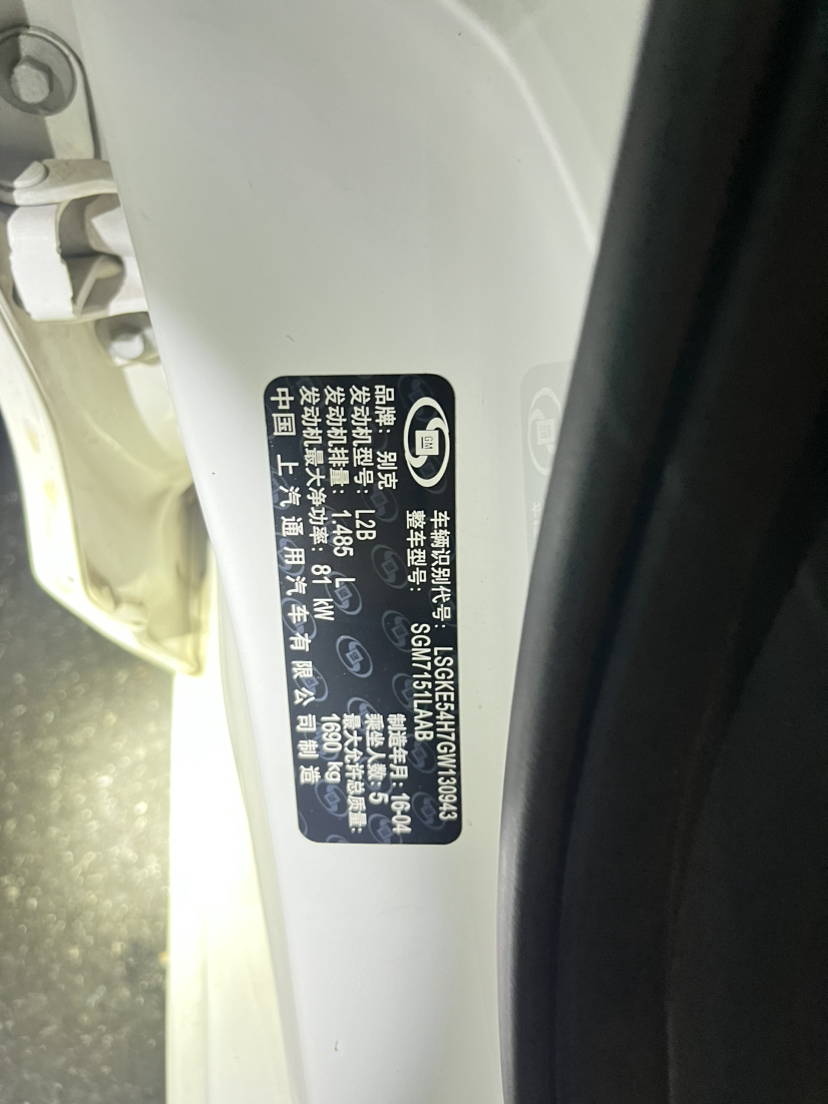 GM
车辆识别代号: LSGKE54H7GW130943
整车型号: SGM7151LAAB
品牌: 别克
制造年月: 16-04
发动机型号: L2B
乘坐人数: 5
发动机排量: 1.485 L
最大允许总质量:
发动机最大净功率: 81 kW
1690 kg
中国 上汽通用汽车有限公司制造